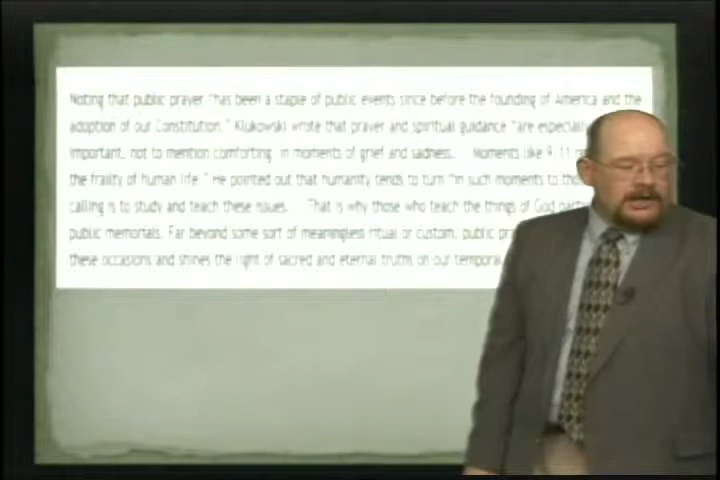 Noting that public prayer "has been a staple of public events since before the founding of America and the
adoption of our Constitution," Klukowski wrote that prayer and spiritual guidance "are especially
important, not to mention comforting, in moments of grief and sadness. Moments like 9/11
the frailty of human life." He pointed out that humanity tends to turn "in such moments to
calling is to study and teach these issues. That is why those who teach the things of God
public memorials. Far beyond some sort of meaningless ritual or custom, public
these occasions and shines the light of sacred and eternal truths on our